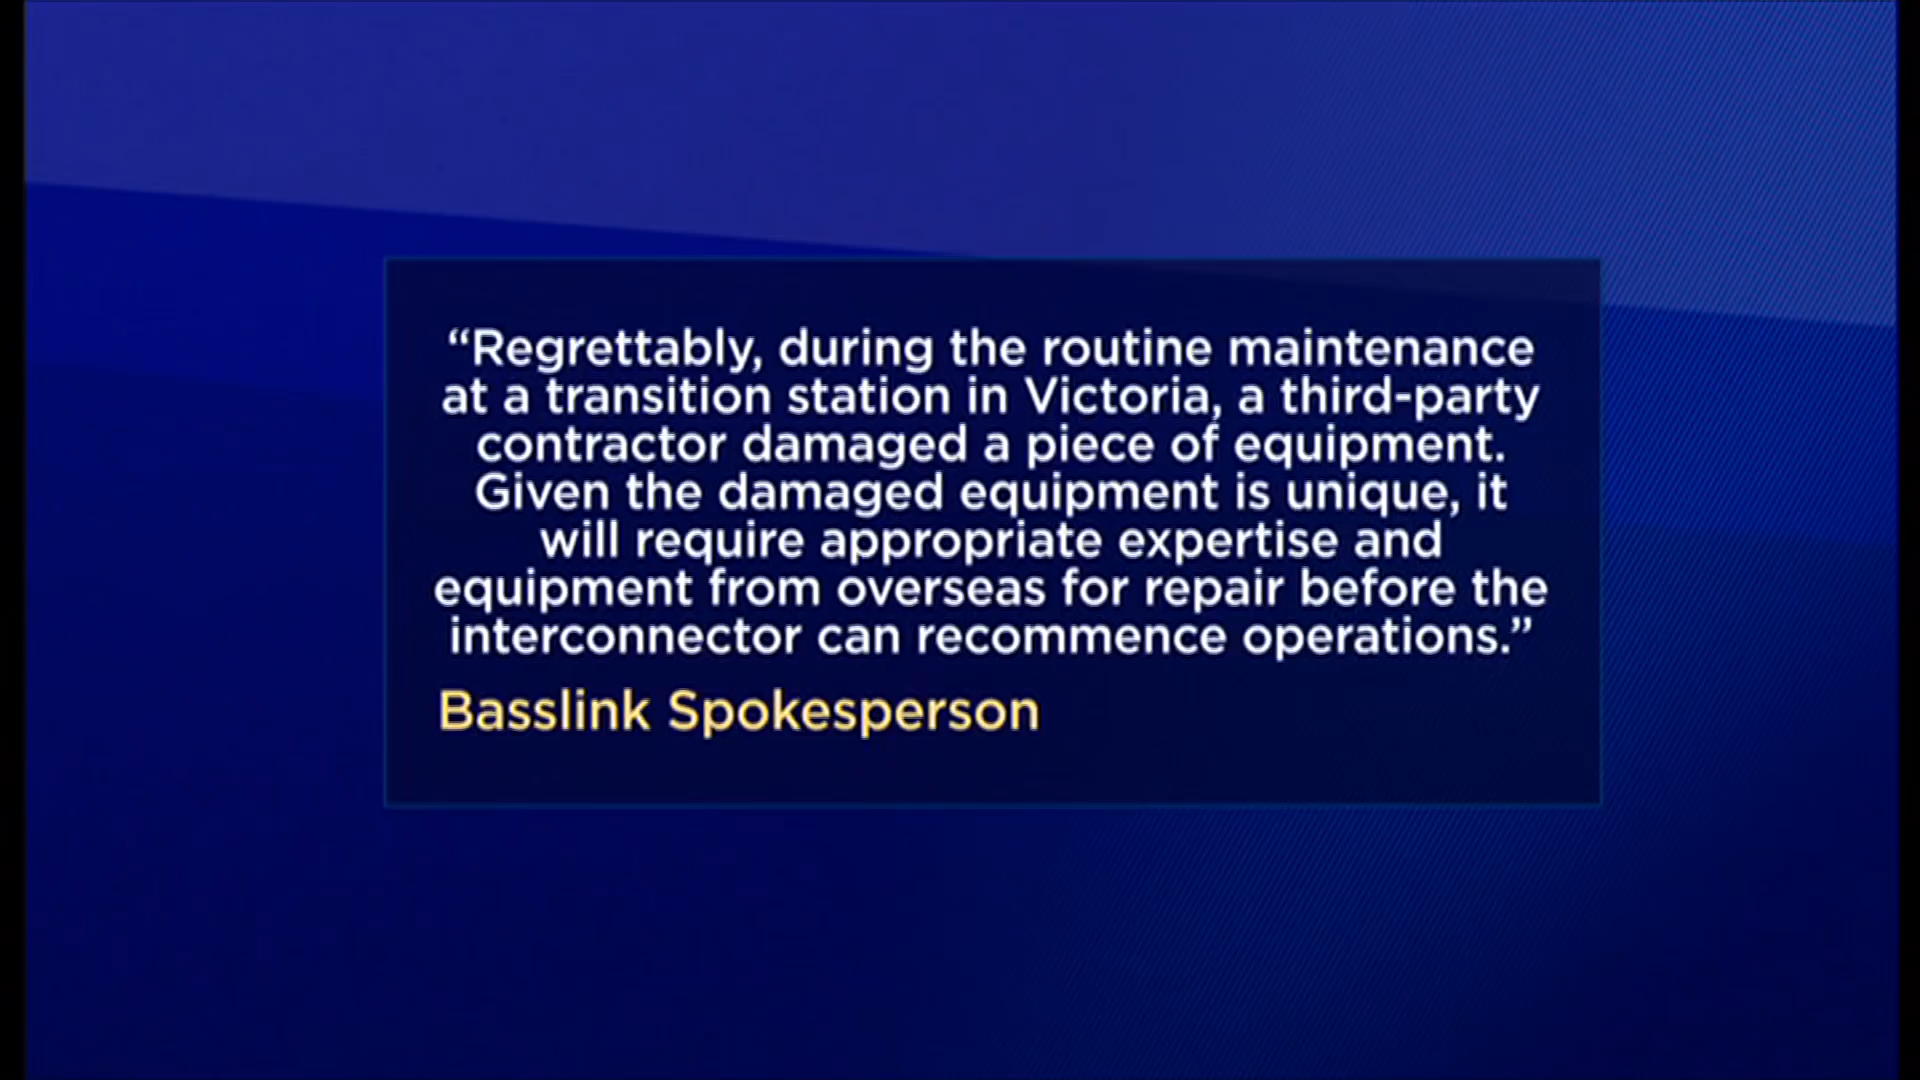 “Regrettably, during the routine maintenance
at a transition station in Victoria, a third-party
contractor damaged a piece of equipment.
Given the damaged equipment is unique, it
will require appropriate expertise and
equipment from overseas for repair before the
interconnector can recommence operations.”
Basslink Spokesperson